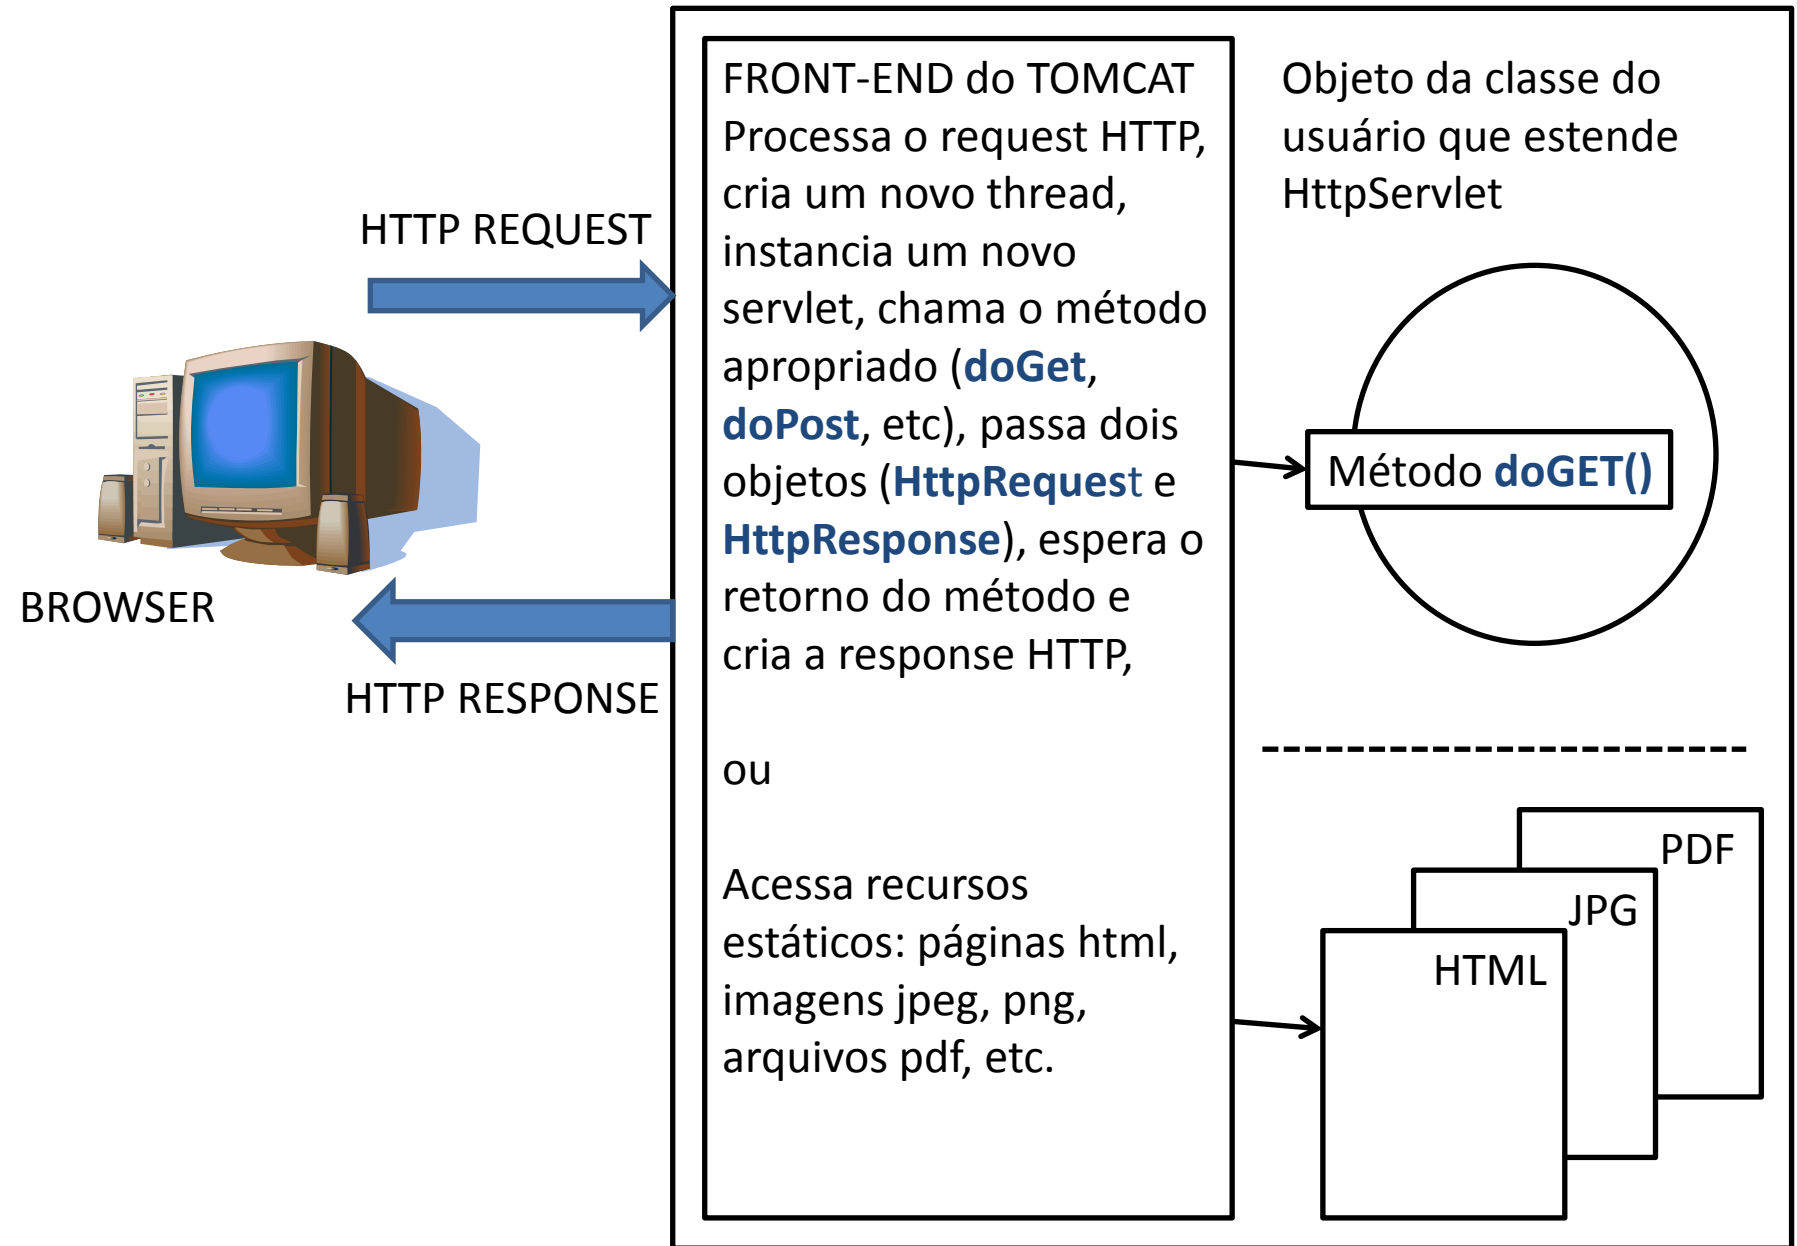 HTTP REQUEST
BROWSER
HTTP RESPONSE
FRONT-END do TOMCAT
Processa o request HTTP,
cria um novo thread,
instancia um novo
servlet, chama o método
apropriado (doGet,
doPost, etc), passa dois
objetos (HttpRequest e
HttpResponse), espera o
retorno do método e
cria a response HTTP,
ou
Acessa recursos
estáticos: páginas html,
imagens jpeg, png,
arquivos pdf, etc.
Objeto da classe do
usuário que estende
HttpServlet
Método doGET()
PDF
JPG
HTML